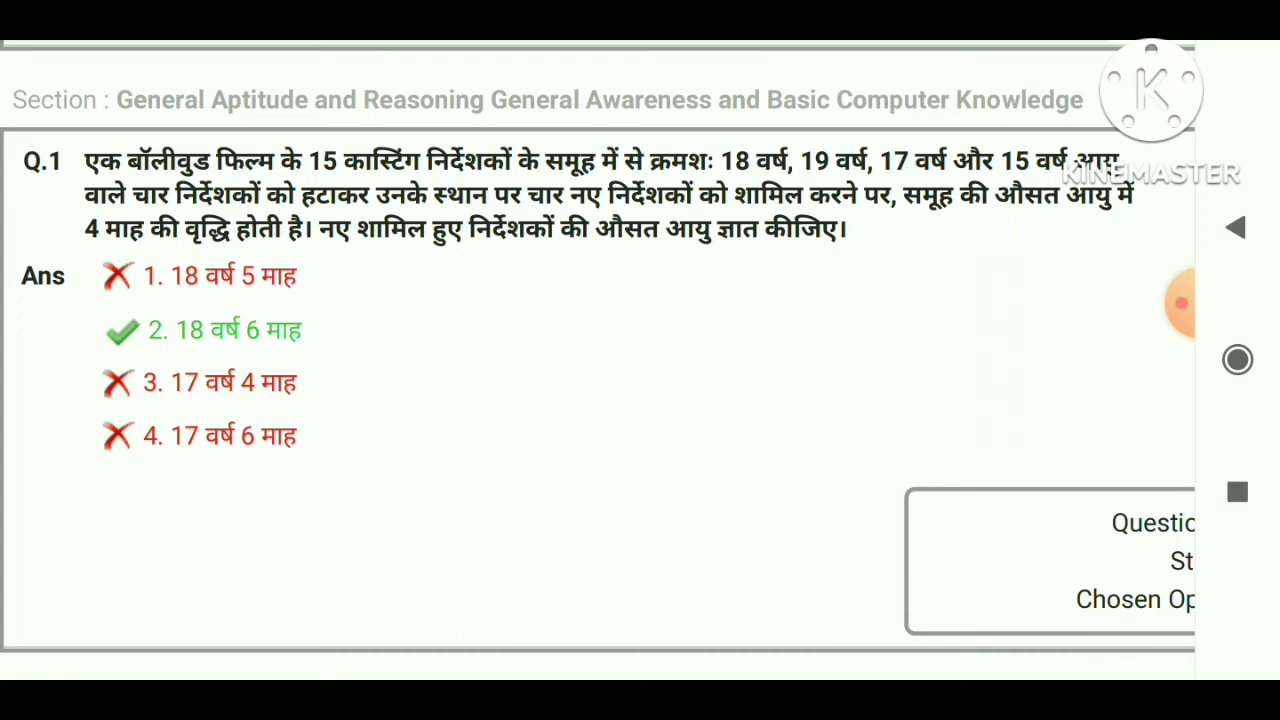 Section : General Aptitude and Reasoning General Awareness and Basic Computer Knowledge
K
KINEMASTER
Q.1 एक बॉलीवुड फिल्म के 15 कास्टिंग निर्देशकों के समूह में से क्रमशः 18 वर्ष, 19 वर्ष, 17 वर्ष और 15 वर्ष आयु
वाले चार निर्देशकों को हटाकर उनके स्थान पर चार नए निर्देशकों को शामिल करने पर, समूह की औसत आयु में
4 माह की वृद्धि होती है। नए शामिल हुए निर्देशकों की औसत आयु ज्ञात कीजिए।
Ans 1. 18 वर्ष 5 माह
2. 18 वर्ष 6 माह
3. 17 वर्ष 4 माह
4. 17 वर्ष 6 माह
Questio
St
Chosen Op